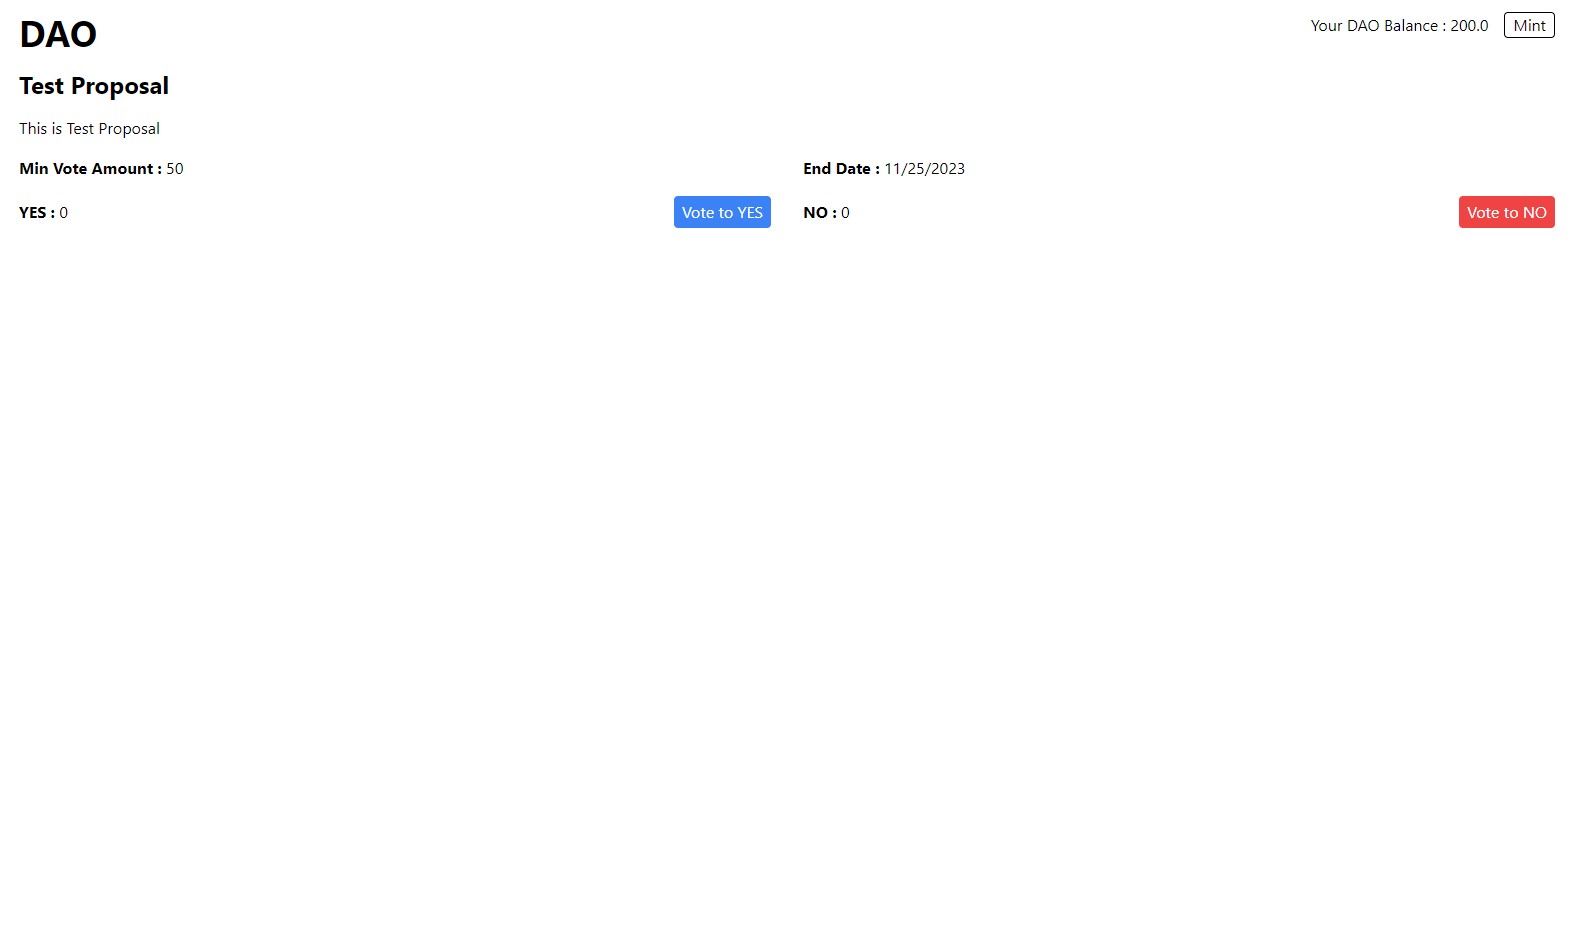 DAO
Your DAO Balance : 200.0 Mint
Test Proposal
This is Test Proposal
Min Vote Amount : 50
End Date : 11/25/2023
YES : 0 Vote to YES
NO : 0 Vote to NO